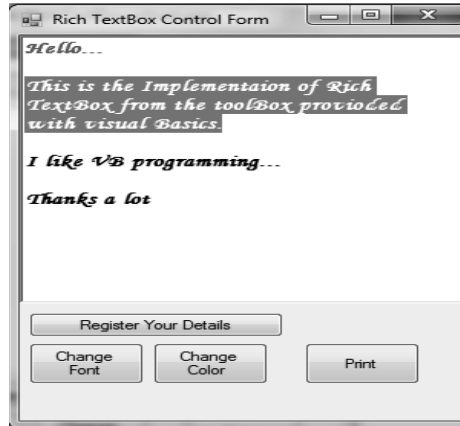 Rich TextBox Control Form
Hello...
This is the Implementaion of Rich
TextBox from the toolBox provioded
with visual Basics.
I like VB programming...
Thanks a lot
Register Your Details
Change
Font
Change
Color
Print